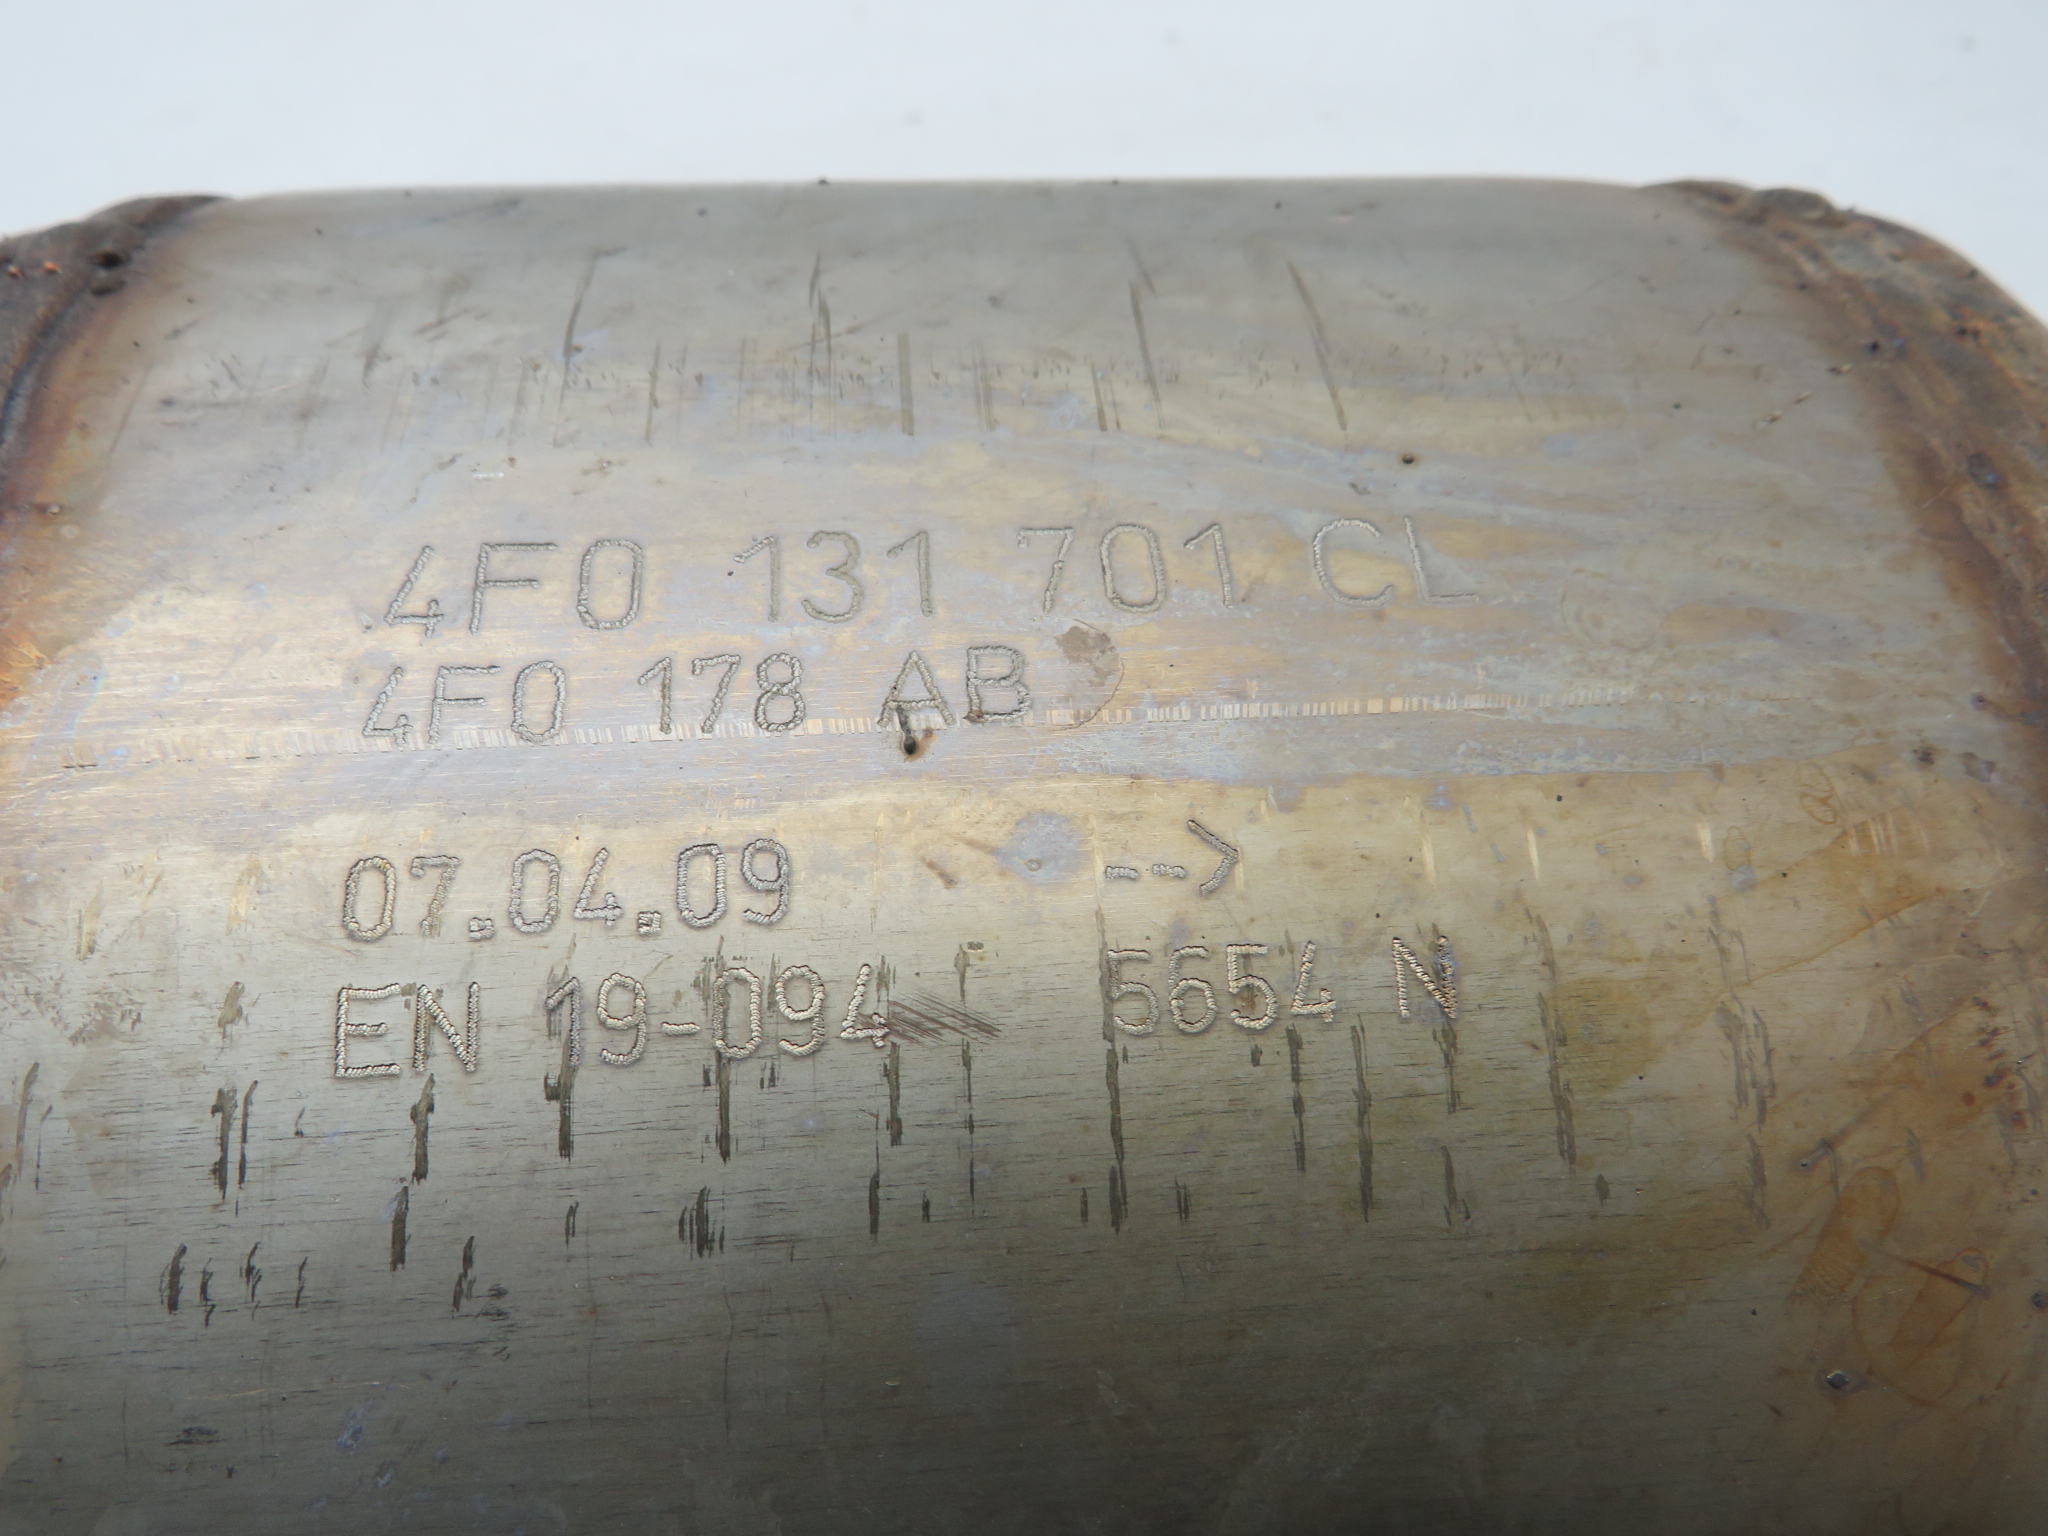 4F0 131 701 CL
4F0 178 AB
07.04.09 -->
EN 19-094 5654 N